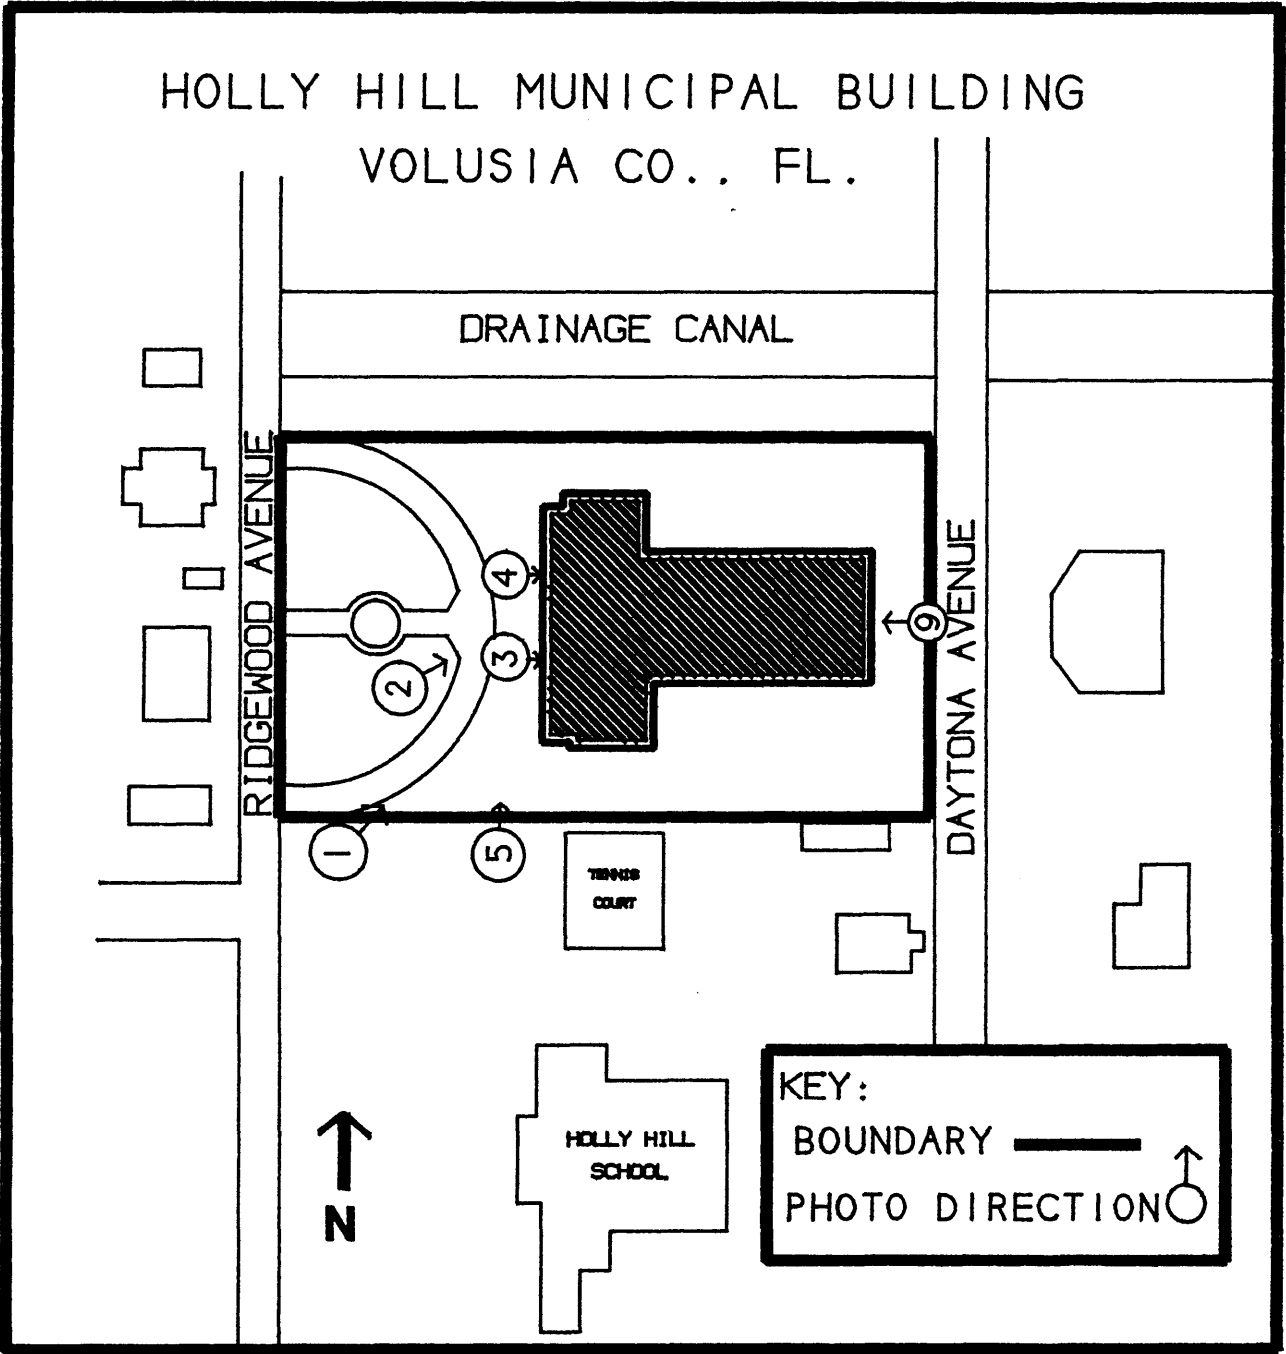 HOLLY HILL MUNICIPAL BUILDING
VOLUSIA CO., FL.
DRAINAGE CANAL
RIDGEWOOD AVENUE
DAYTONA AVENUE
4
3
2
9
1
5
TENNIS
COURT
HOLLY HILL
SCHOOL
N
KEY:
BOUNDARY
PHOTO DIRECTION